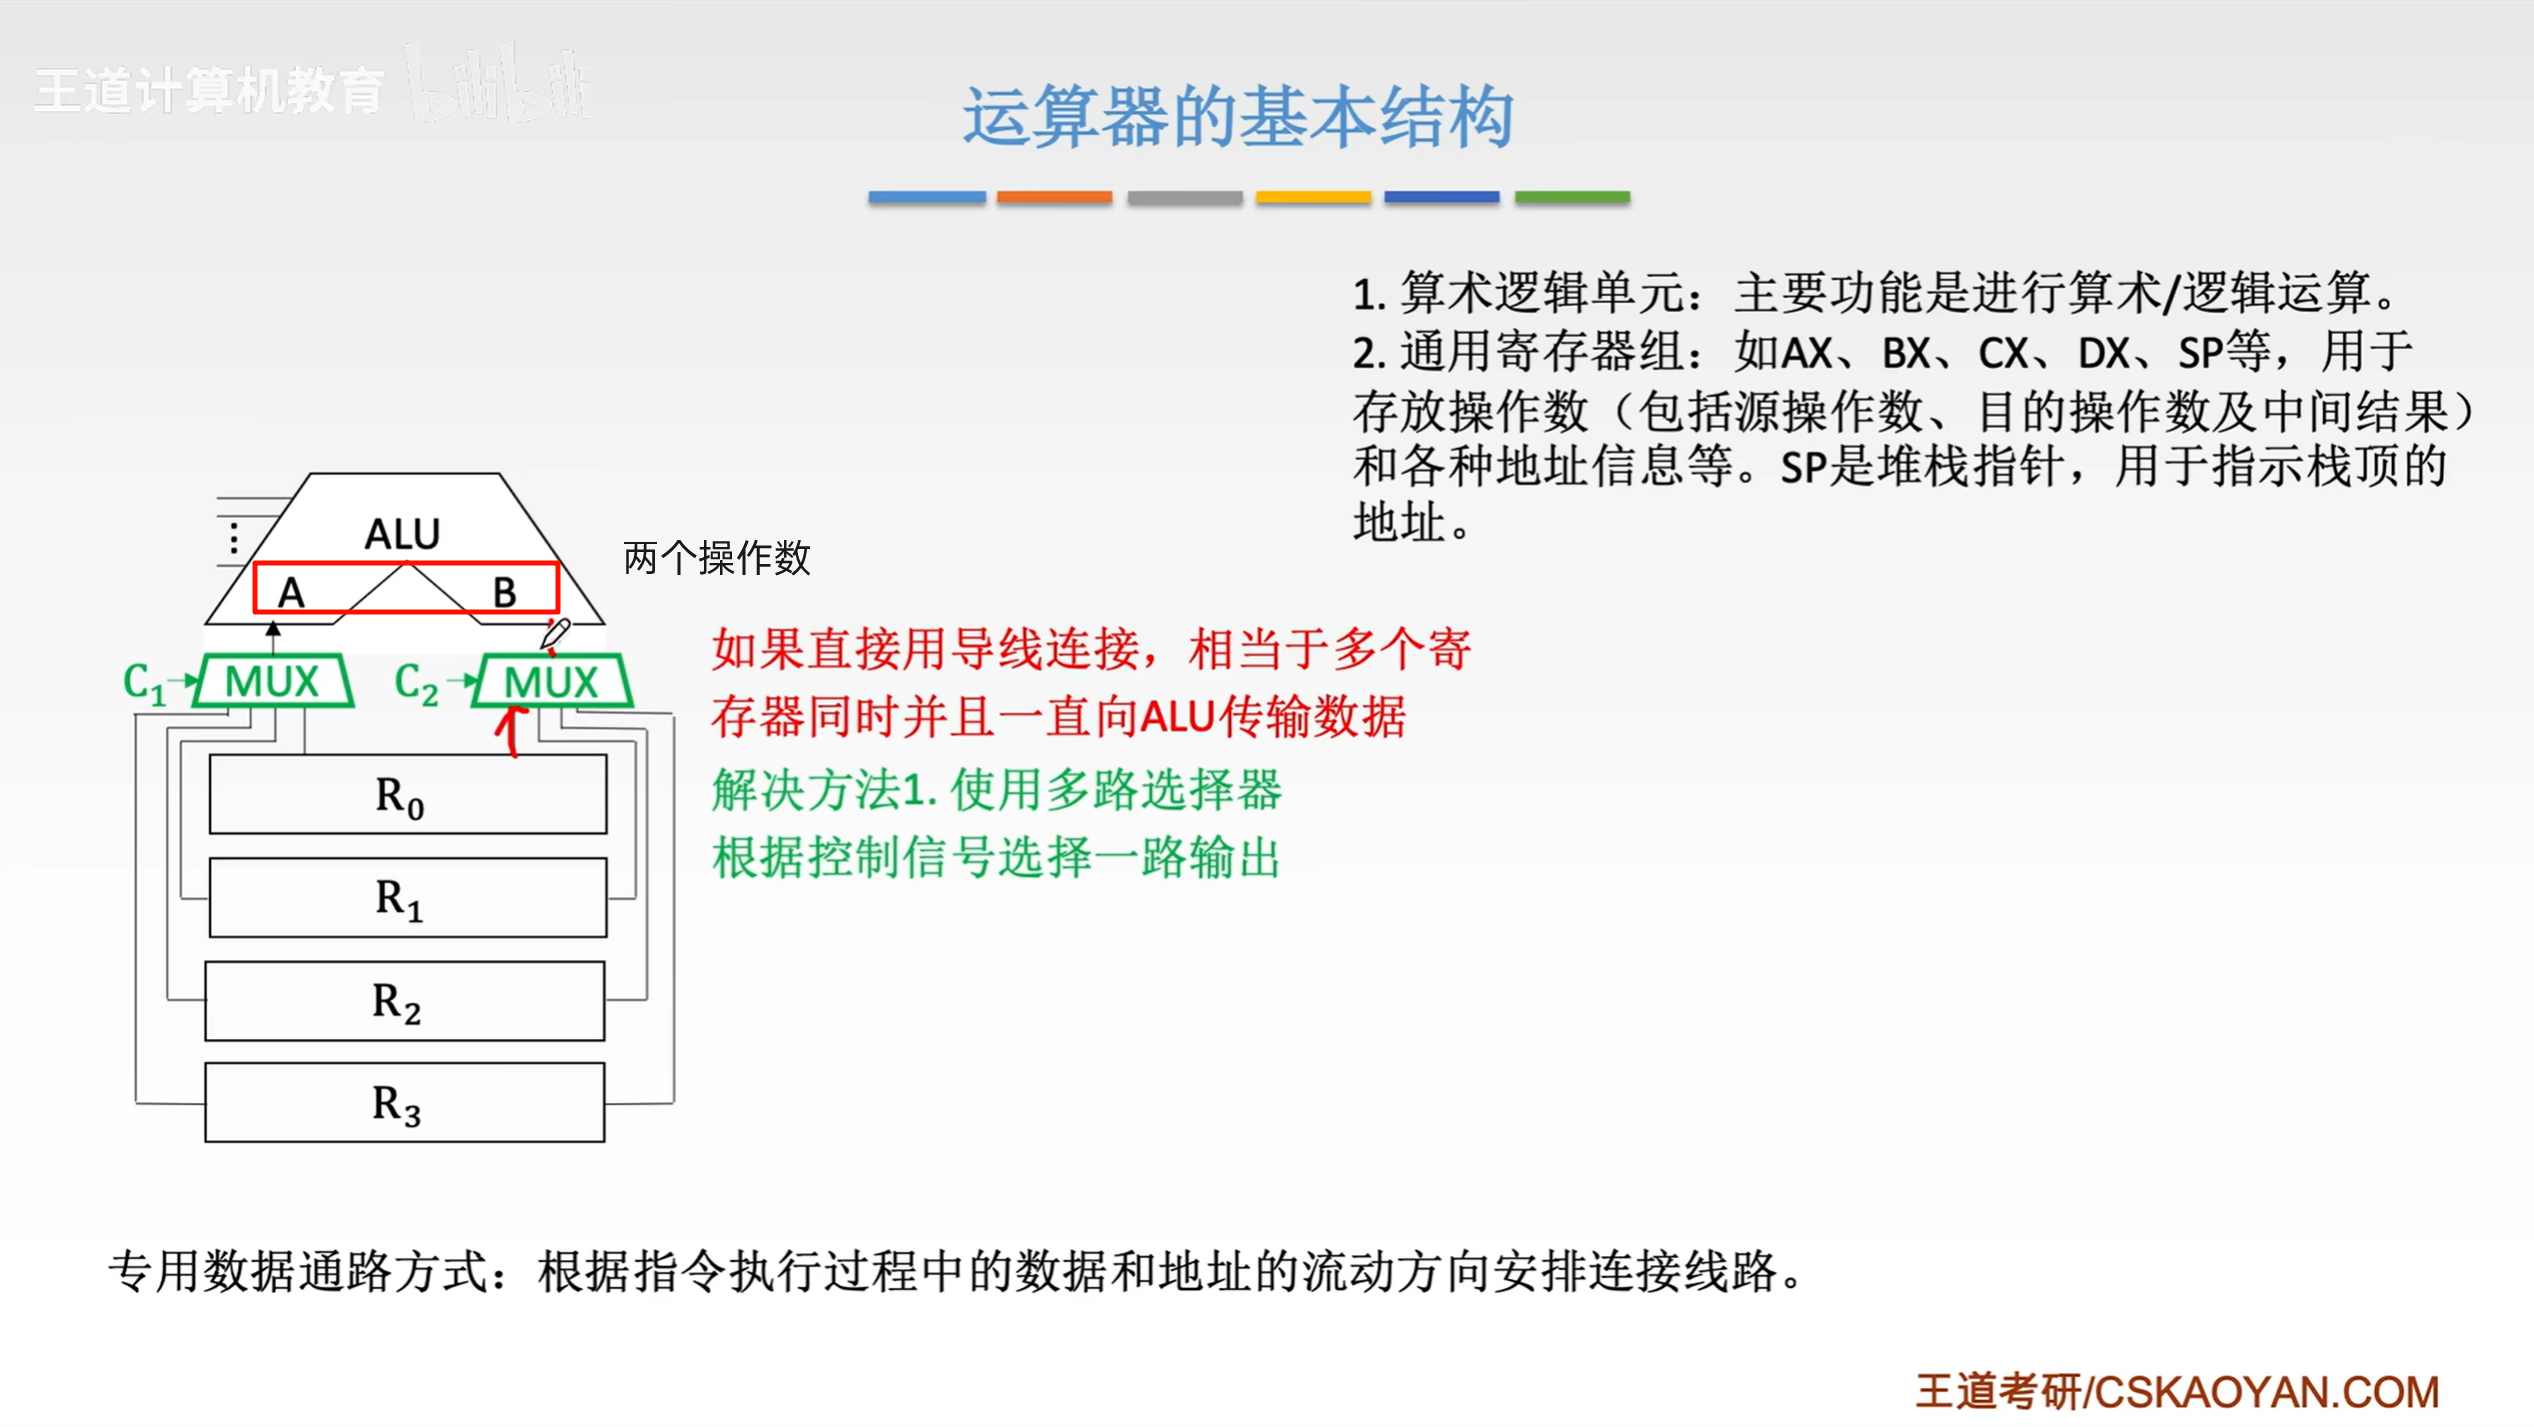 王道计算机教育 bilibili
运算器的基本结构
1. 算术逻辑单元：主要功能是进行算术/逻辑运算。
2. 通用寄存器组：如AX、BX、CX、DX、SP等，用于
存放操作数（包括源操作数、目的操作数及中间结果）
和各种地址信息等。SP是堆栈指针，用于指示栈顶的
地址。
ALU
A B
两个操作数
C1 MUX C2 MUX
如果直接用导线连接，相当于多个寄
存器同时并且一直向ALU传输数据
解决方法1. 使用多路选择器
根据控制信号选择一路输出
R0
R1
R2
R3
专用数据通路方式：根据指令执行过程中的数据和地址的流动方向安排连接线路。
王道考研/CSKAOYAN.COM